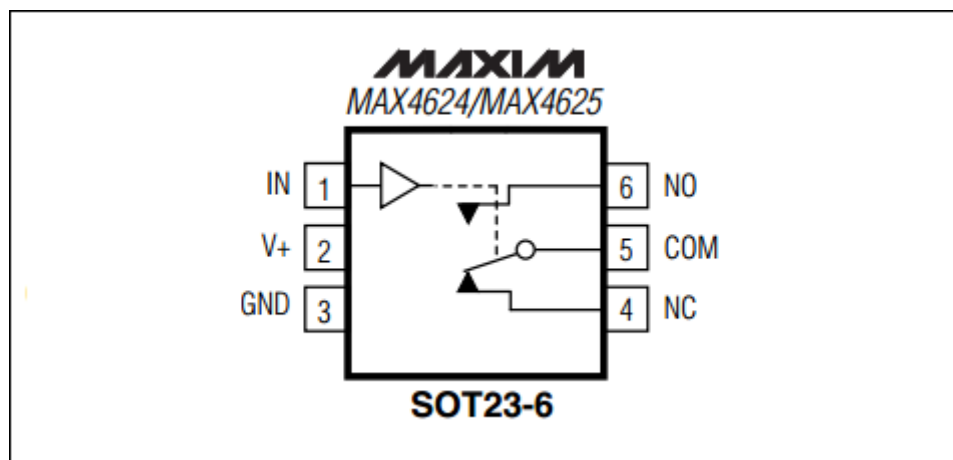 MAXIM
MAX4624/MAX4625
IN 1 6 NO
V+ 2 5 COM
GND 3 4 NC
SOT23-6